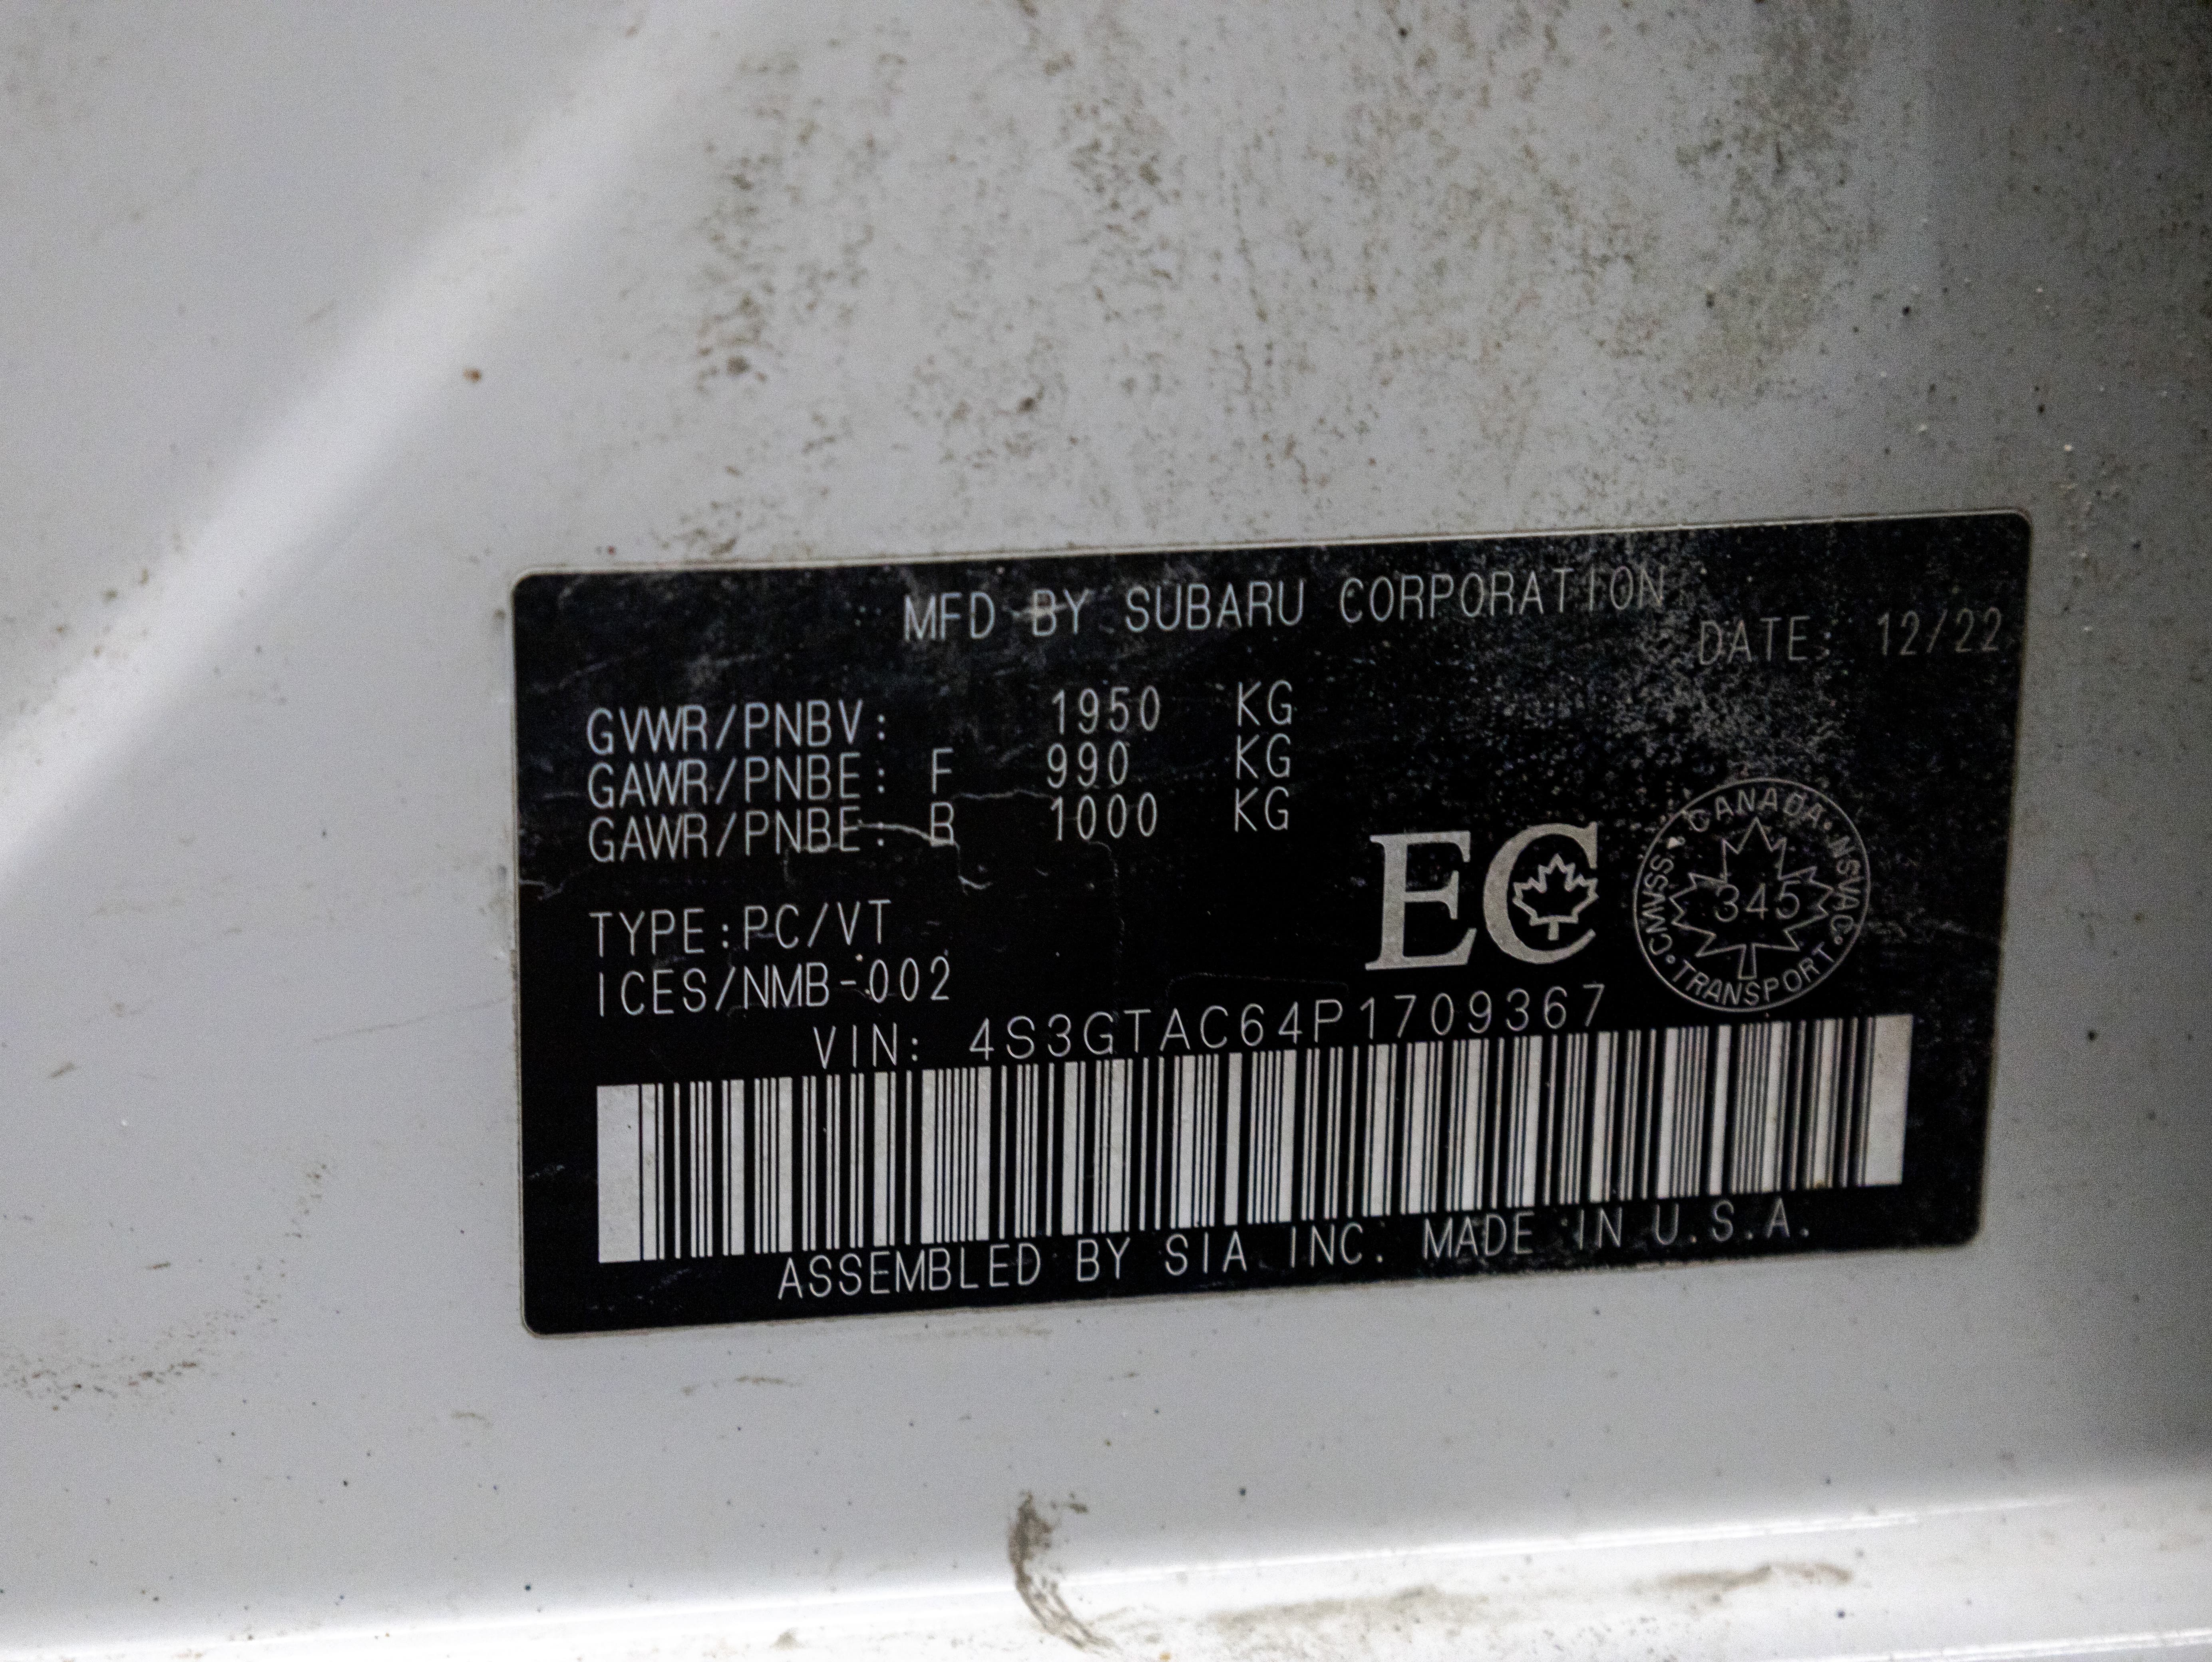 MFD BY SUBARU CORPORATION
DATE: 12/22
GVWR/PNBV: 1950 KG
GAWR/PNBE: F 990 KG
GAWR/PNBE: R 1000 KG
TYPE:PC/VT
ICES/NMB-002
EC
CANADA • NSVAC • TRANSPORT • CMVSS •
345
VIN: 4S3GTAC64P1709367
ASSEMBLED BY SIA INC. MADE IN U.S.A.